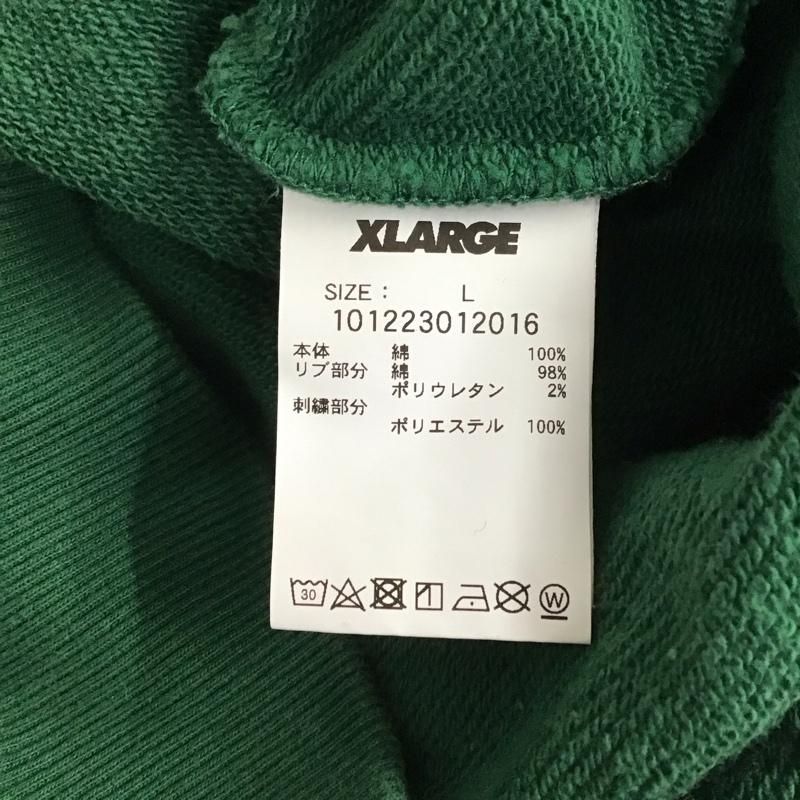 XLARGE
SIZE : L
101223012016
本体 綿 100%
リブ部分 綿 98%
ポリウレタン 2%
刺繍部分
ポリエステル 100%
30
W